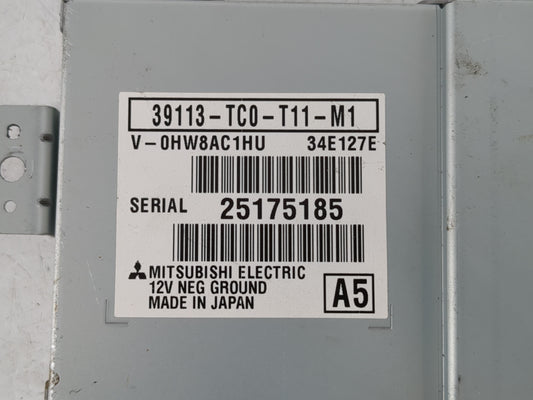 39113-TC0-T11-M1
V-0HW8AC1HU 34E127E
SERIAL 25175185
MITSUBISHI ELECTRIC
12V NEG GROUND
MADE IN JAPAN A5